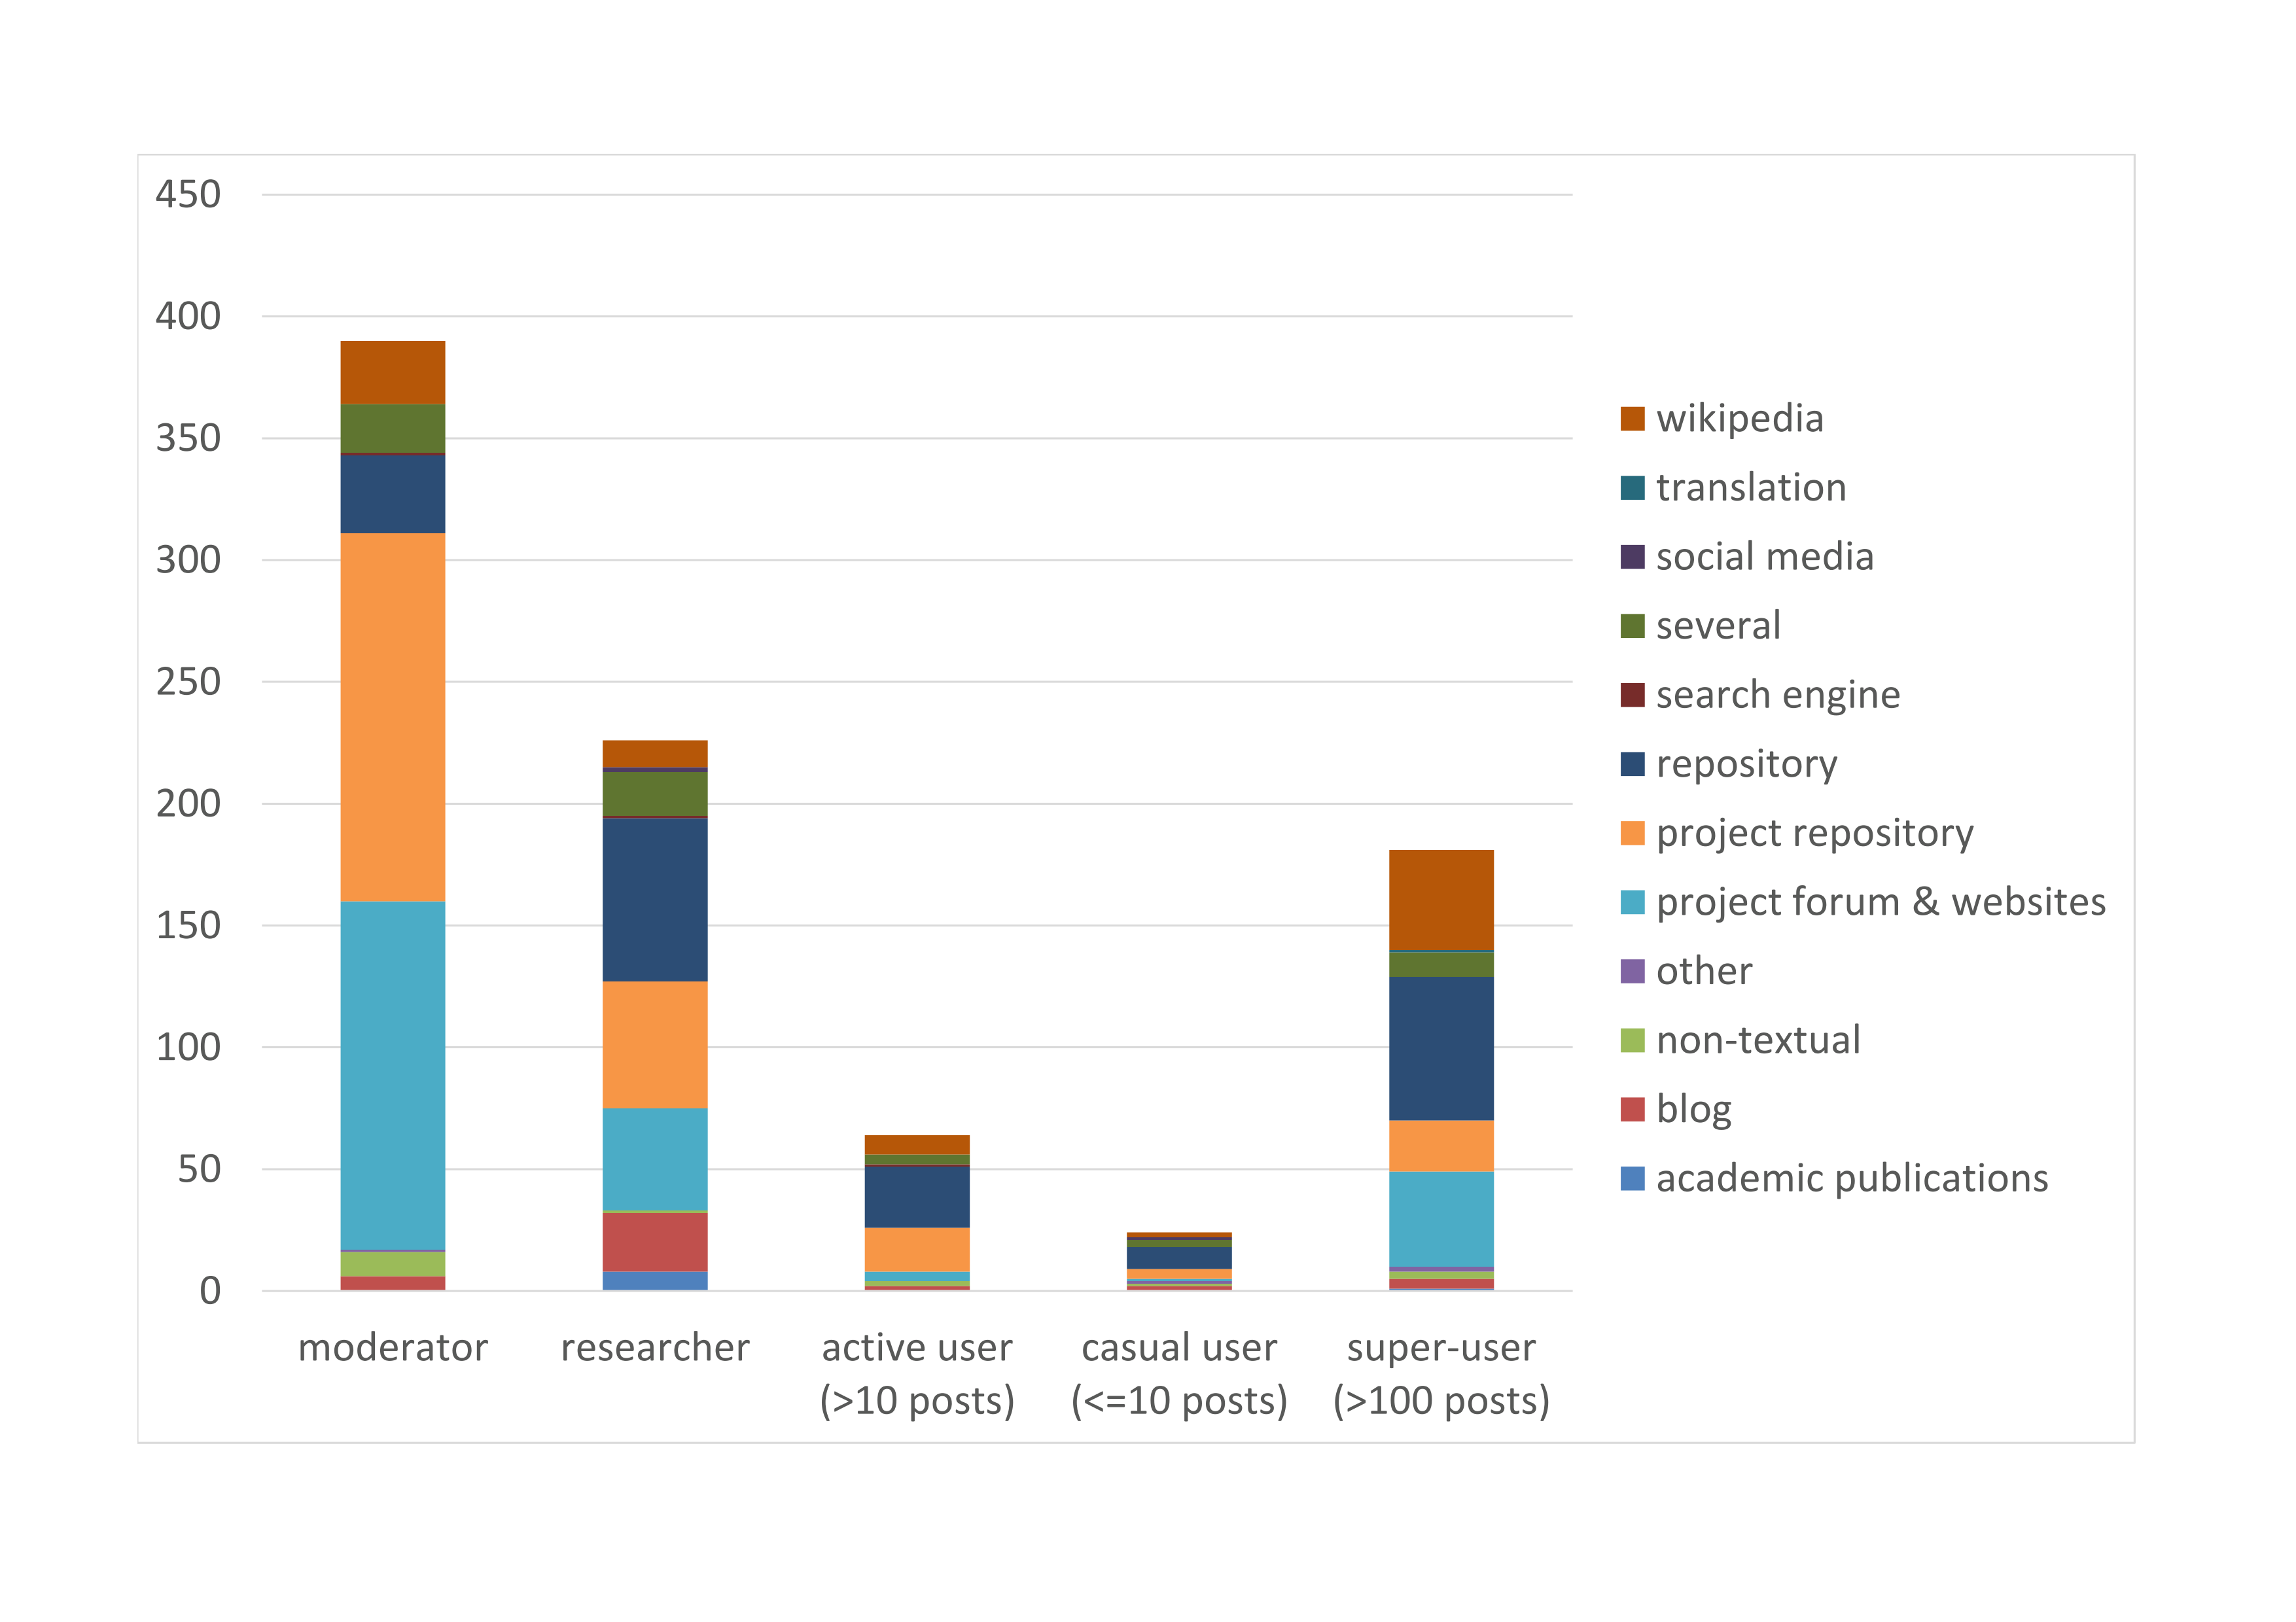 450
400
350
300
250
200
150
100
50
0
moderator
researcher
active user
(>10 posts)
casual user
(<=10 posts)
super-user
(>100 posts)
wikipedia
translation
social media
several
search engine
repository
project repository
project forum & websites
other
non-textual
blog
academic publications